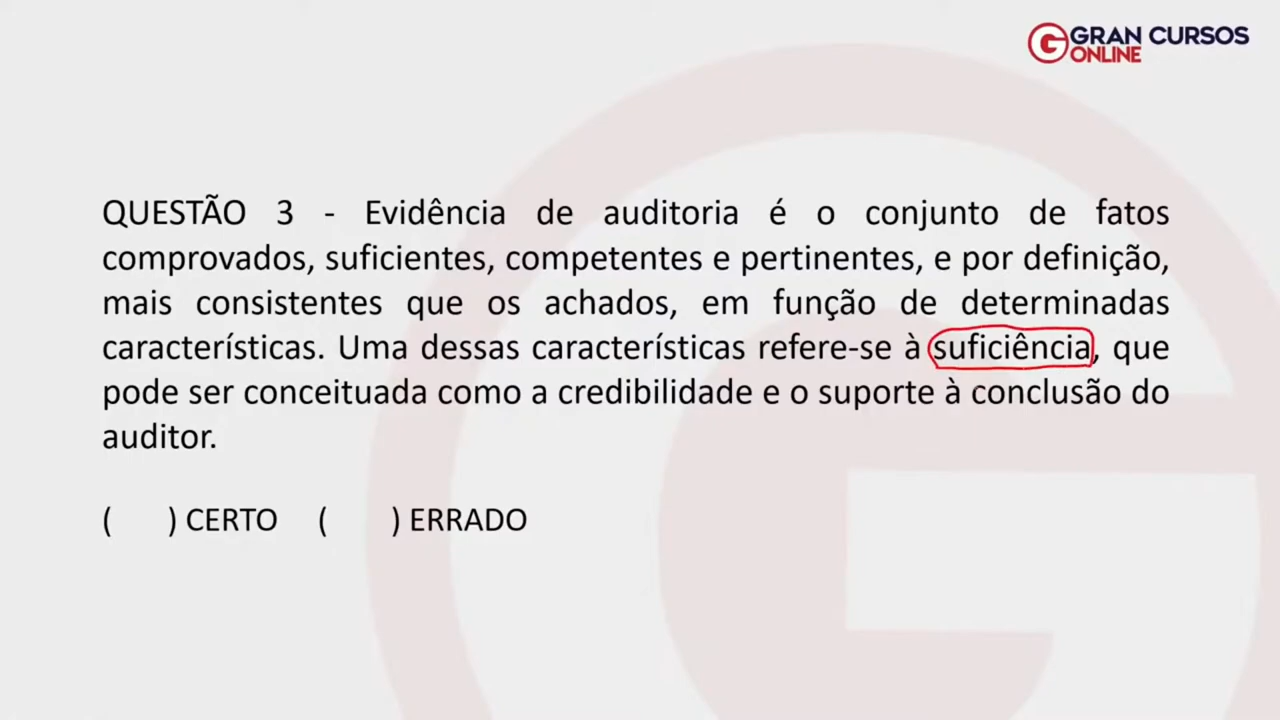 GRAN CURSOS
ONLINE
QUESTÃO 3 - Evidência de auditoria é o conjunto de fatos
comprovados, suficientes, competentes e pertinentes, e por definição,
mais consistentes que os achados, em função de determinadas
características. Uma dessas características refere-se à suficiência, que
pode ser conceituada como a credibilidade e o suporte à conclusão do
auditor.
( ) CERTO ( ) ERRADO